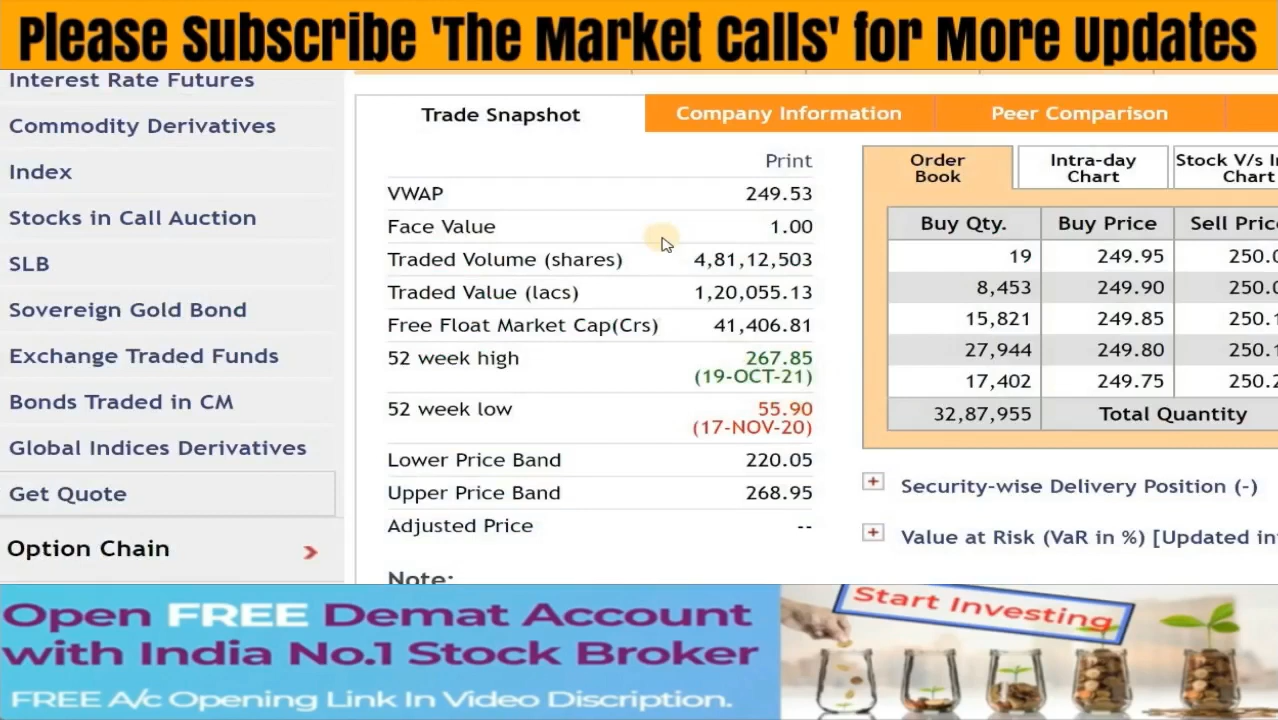 Please Subscribe 'The Market Calls' for More Updates
Interest Rate Futures
Commodity Derivatives
Index
Stocks in Call Auction
SLB
Sovereign Gold Bond
Exchange Traded Funds
Bonds Traded in CM
Global Indices Derivatives
Get Quote
Option Chain
Trade Snapshot
Company Information
Peer Comparison
Print
VWAP 249.53
Face Value 1.00
Traded Volume (shares) 4,81,12,503
Traded Value (lacs) 1,20,055.13
Free Float Market Cap(Crs) 41,406.81
52 week high 267.85
(19-OCT-21)
52 week low 55.90
(17-NOV-20)
Lower Price Band 220.05
Upper Price Band 268.95
Adjusted Price --
Note:
Order
Book
Intra-day
Chart
Stock V/s
Chart
Buy Qty. Buy Price Sell
19 249.95
8,453 249.90
15,821 249.85
27,944 249.80
17,402 249.75
32,87,955 Total Quantity
Security-wise Delivery Position (-)
Value at Risk (VaR in %) [Updated
Open FREE Demat Account
with India No.1 Stock Broker
FREE A/c Opening Link In Video Discription.
Start Investing